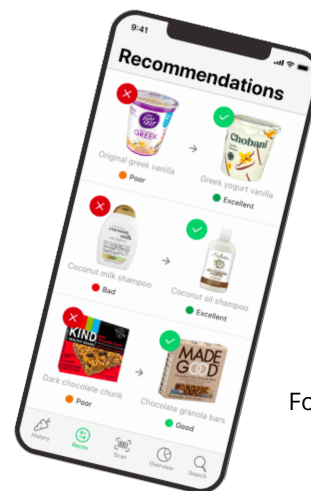 9:41
Recommendations
GREEK
Chobani
Original greek vanilla
Poor
Greek yogurt vanilla
Excellent
coconut
milk
Coconut milk shampoo
Bad
Coconut oil shampoo
Excellent
KIND
MADE
GOOD
Dark chocolate chunk
Poor
Chocolate granola bars
Good
History
Recos
Scan
Overview
Search
Fo